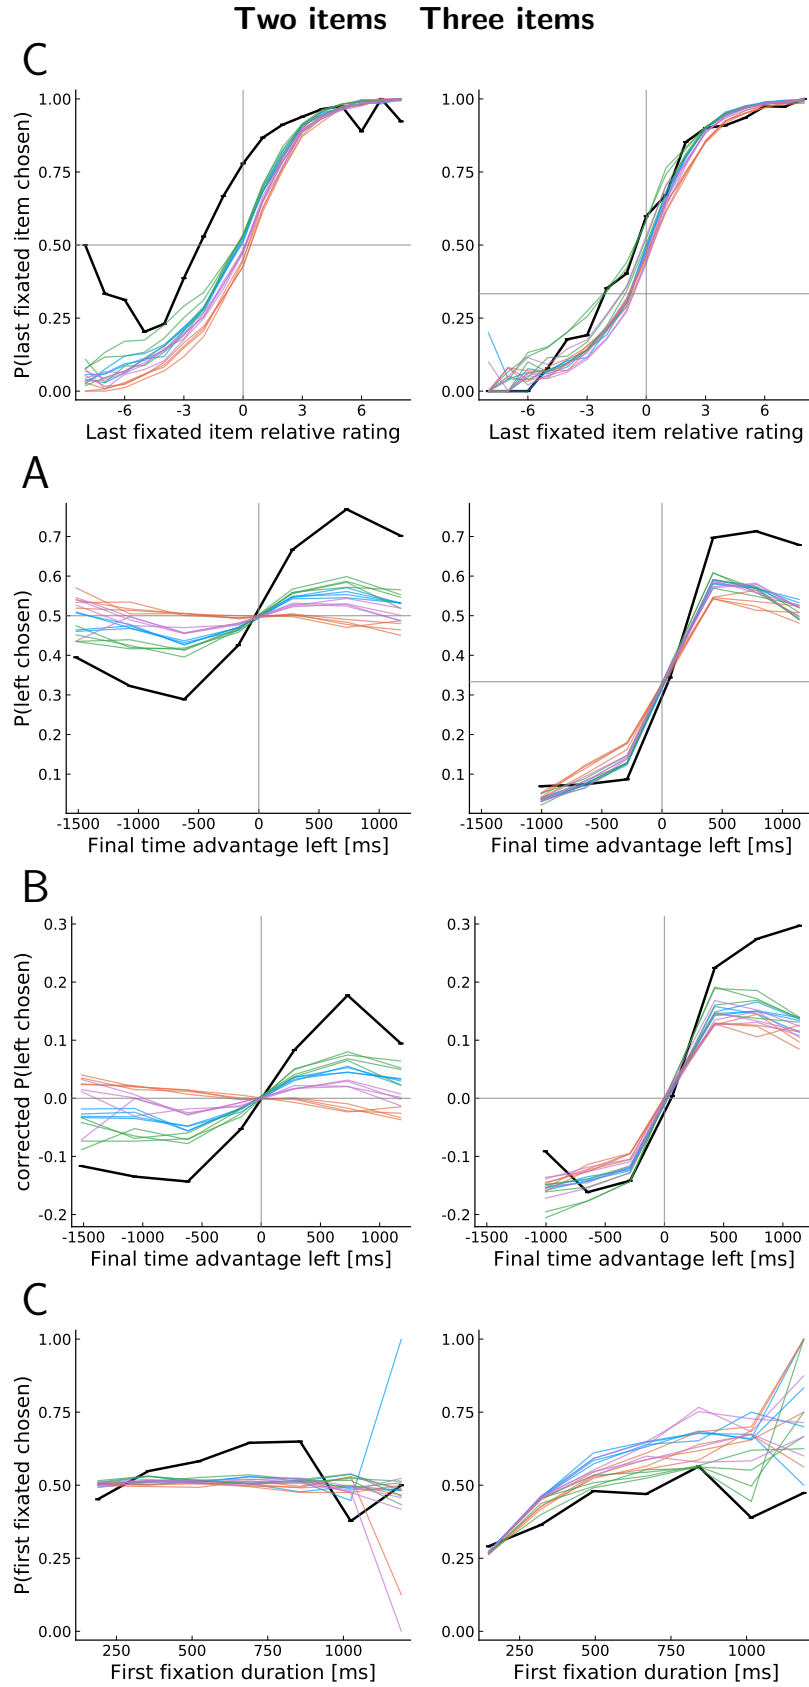 Two items Three items
C
1.00
0.75
0.50
0.25
0.00
P(last fixated item chosen)
-6 -3 0 3 6
Last fixated item relative rating
1.00
0.75
0.50
0.25
0.00
-6 -3 0 3 6
Last fixated item relative rating
A
0.7
0.6
0.5
0.4
0.3
0.2
0.1
P(left chosen)
-1500 -1000 -500 0 500 1000
Final time advantage left [ms]
0.7
0.6
0.5
0.4
0.3
0.2
0.1
-1500 -1000 -500 0 500 1000
Final time advantage left [ms]
B
0.3
0.2
0.1
0.0
-0.1
-0.2
corrected P(left chosen)
-1500 -1000 -500 0 500 1000
Final time advantage left [ms]
0.3
0.2
0.1
0.0
-0.1
-0.2
-1500 -1000 -500 0 500 1000
Final time advantage left [ms]
C
1.00
0.75
0.50
0.25
0.00
P(first fixated chosen)
250 500 750 1000
First fixation duration [ms]
1.00
0.75
0.50
0.25
0.00
250 500 750 1000
First fixation duration [ms]